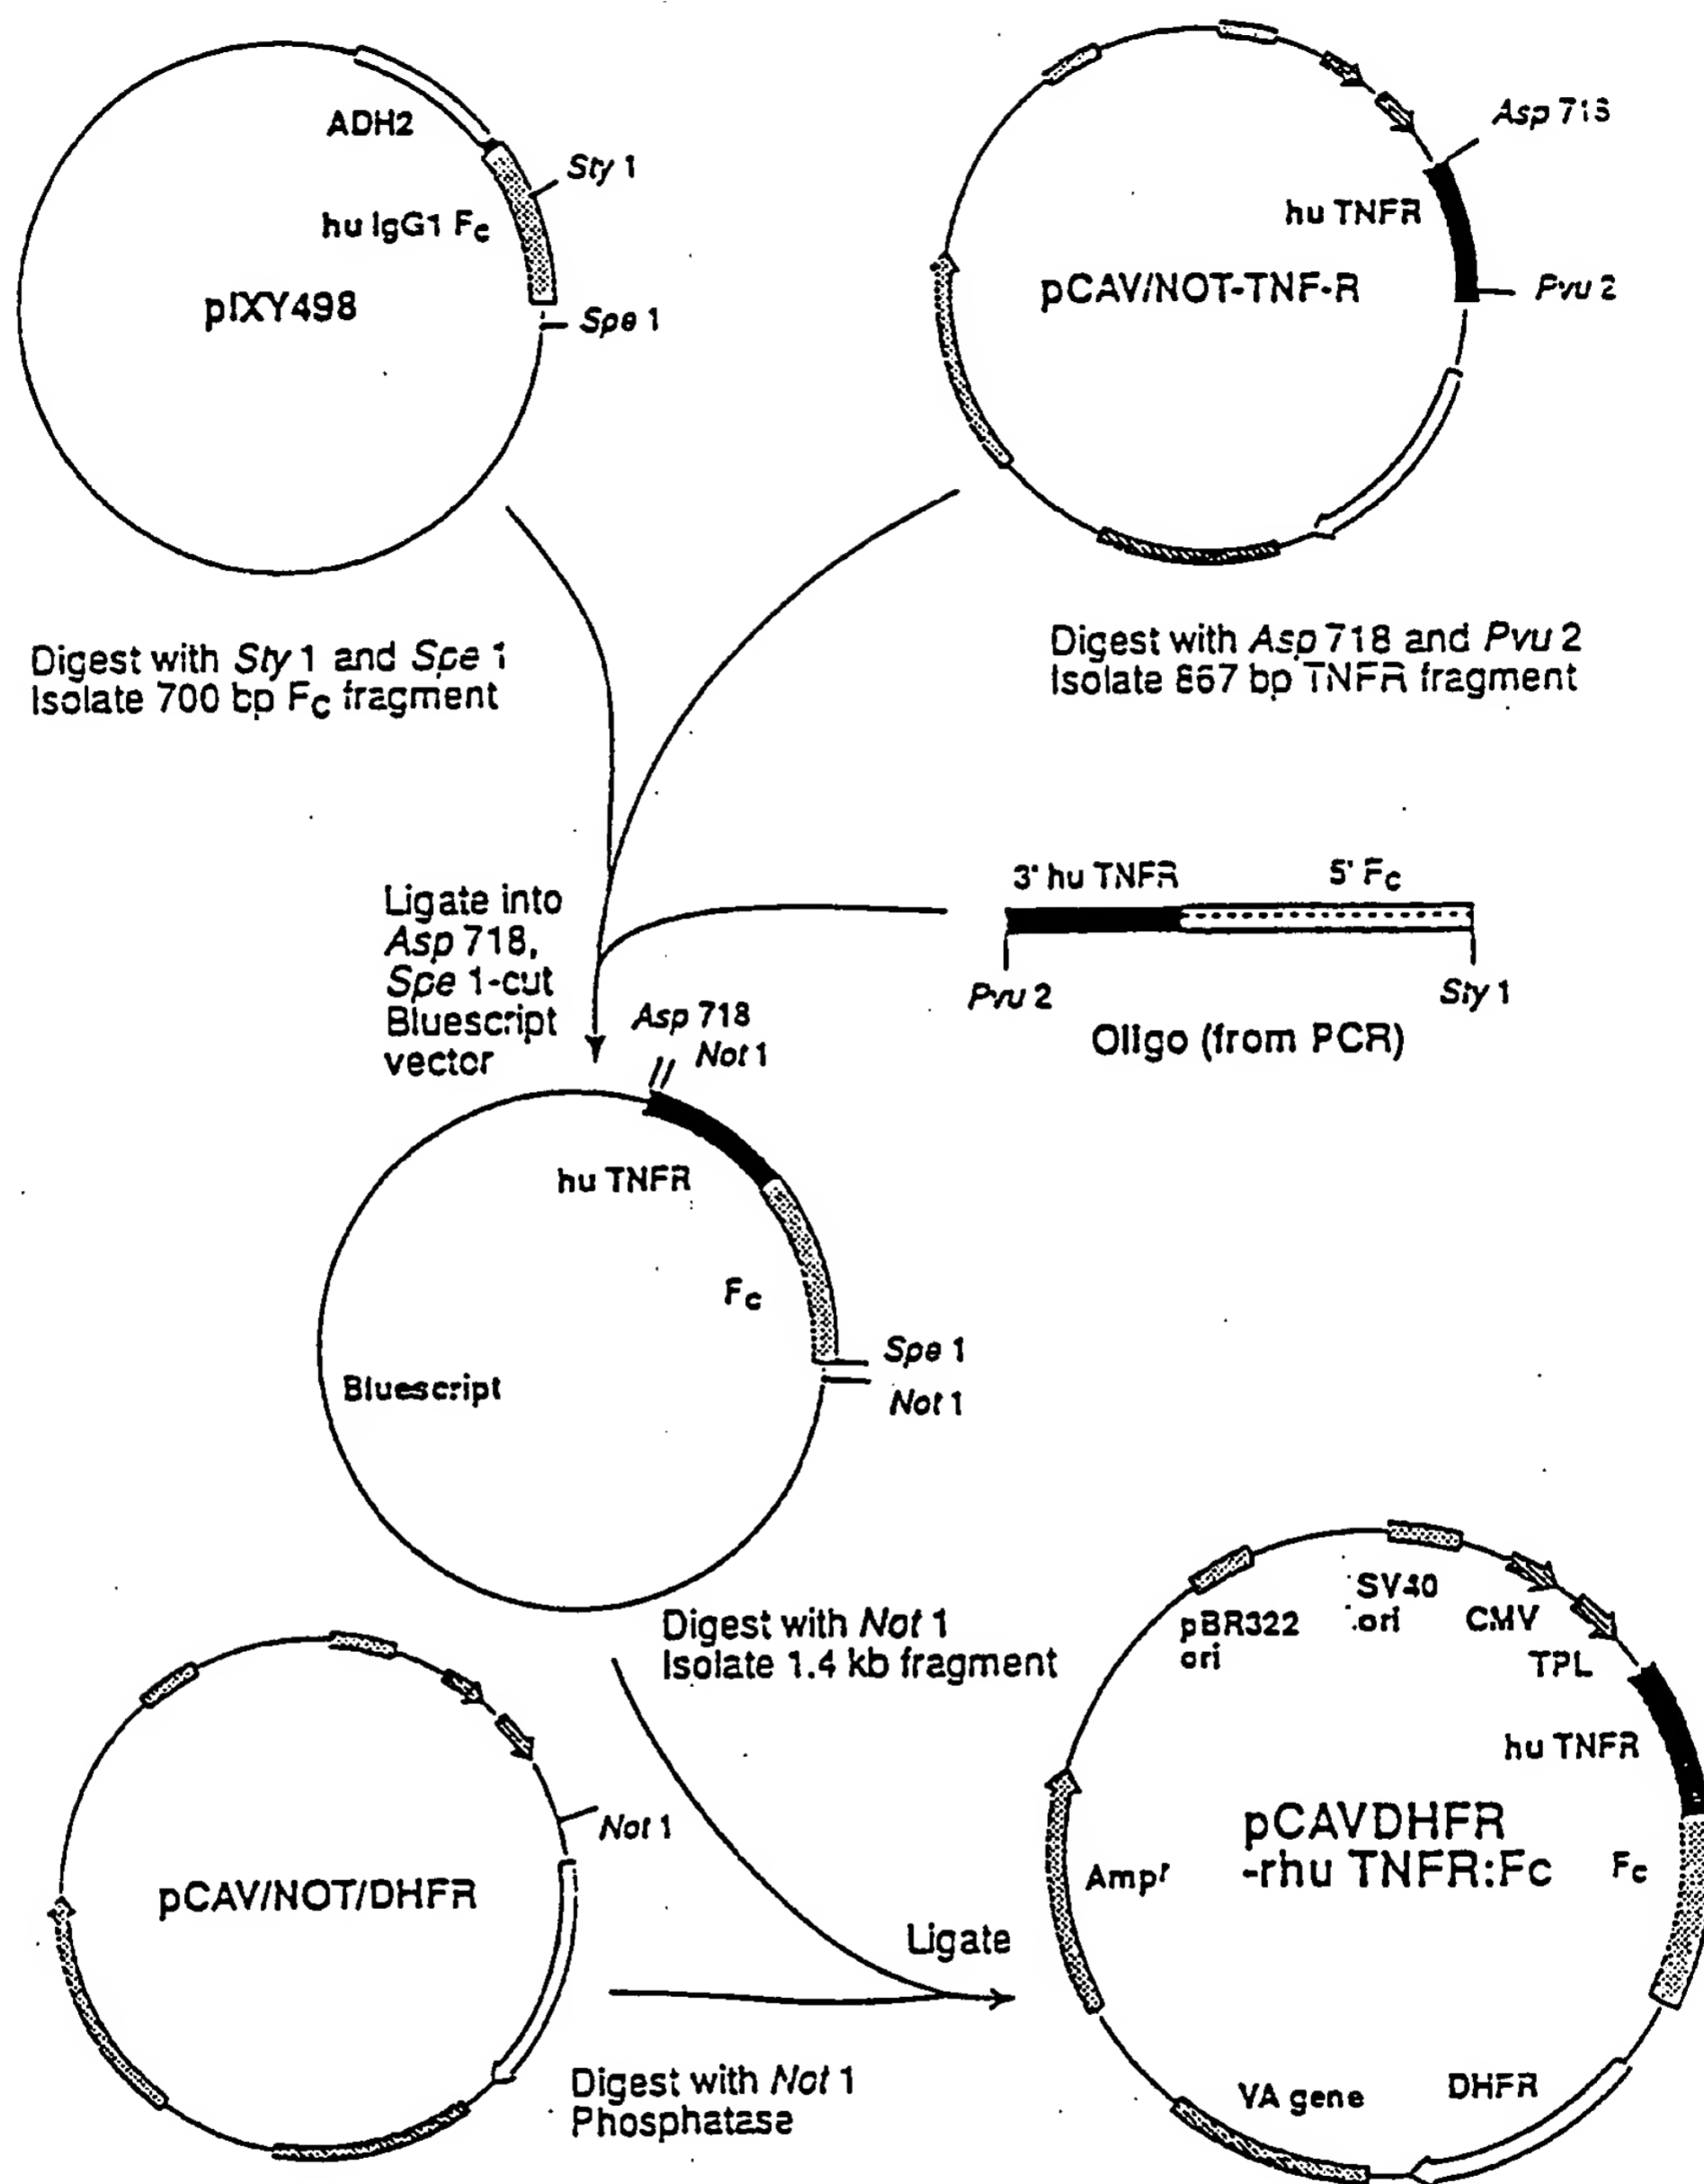 ADH2
Sty 1
hu IgG1 Fc
pIXY498
Spe 1
Asp 718
hu TNFR
pCAV/NOT-TNF-R
Pvu 2
Digest with Sty 1 and Spe 1
Isolate 700 bp Fc fragment
Digest with Asp 718 and Pvu 2
Isolate 867 bp TNFR fragment
3' hu TNFR
5' Fc
Pvu 2
Sty 1
Oligo (from PCR)
Ligate into
Asp 718,
Spe 1-cut
Bluescript
vector
Asp 718
Not 1
hu TNFR
Fc
Spe 1
Not 1
Bluescript
Digest with Not 1
Isolate 1.4 kb fragment
Not 1
pCAV/NOT/DHFR
Digest with Not 1
Phosphatase
Ligate
pBR322
ori
SV40
ori
CMV
TPL
hu TNFR
pCAVDHFR
-rhu TNFR:Fc
Fc
Ampr
VA gene
DHFR